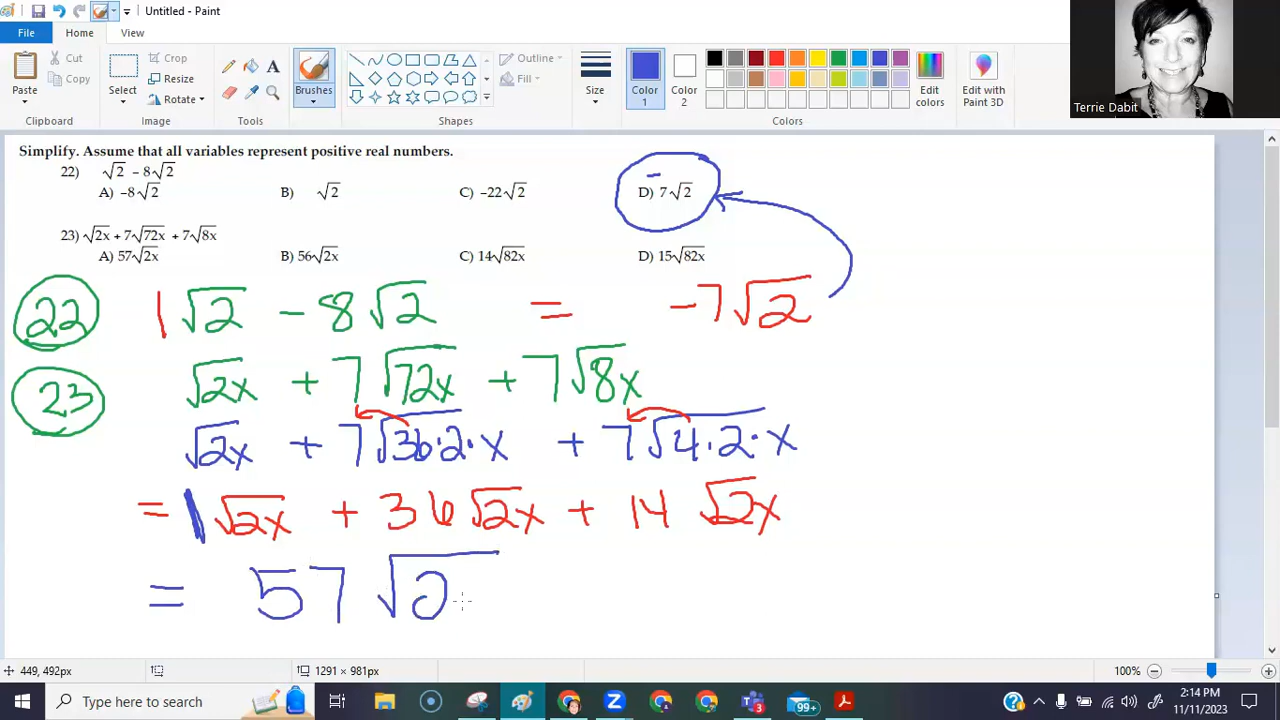 Untitled - Paint
File Home View
Terrie Dabit
Paste Cut Copy
Select Crop Resize Rotate
A
Brushes
Outline Fill
Size
Color 1 Color 2
Edit colors
Edit with Paint 3D
Clipboard Image Tools Shapes Colors
Simplify. Assume that all variables represent positive real numbers.
22) √2 - 8√2
A) -8√2 B) √2 C) -22√2 D) 7√2
-
23) √2x + 7√72x + 7√8x
A) 57√2x B) 56√2x C) 14√82x D) 15√82x
22 1√2 - 8√2 = -7√2
23 √2x + 7√72x + 7√8x
√2x + 7√36·2·x + 7√4·2·x
= 1√2x + 36√2x + 14√2x
= 57√2
449, 492px 1291 × 981px 100%
Type here to search
3 99+
2:14 PM
11/11/2023